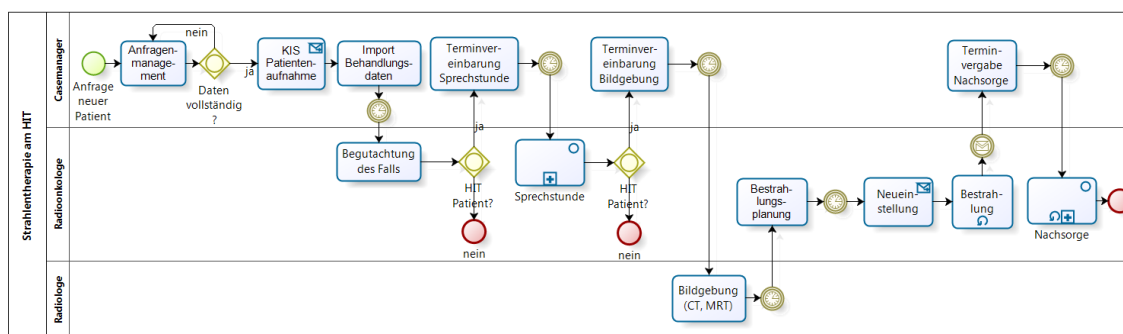 Strahlentherapie am HIT
Casemanager
Anfrage
neuer
Patient
nein
Anfragen-
manage-
ment
Daten
vollständig
?
ja
KIS
Patienten-
aufnahme
Import
Behandlungs-
daten
Terminver-
einbarung
Sprechstunde
ja
Terminver-
einbarung
Bildgebung
ja
Termin-
vergabe
Nachsorge
Radioonkologe
Begutachtung
des Falls
HIT
Patient?
nein
Sprechstunde
HIT
Patient?
nein
Bestrah-
lungs-
planung
Neuein-
stellung
Bestrah-
lung
Nachsorge
Radiologe
Bildgebung
(CT, MRT)